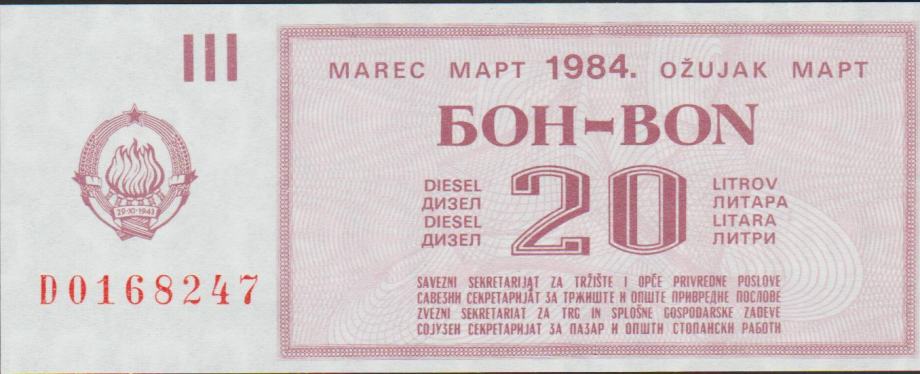 III
MAREC МАРТ 1984. OŽUJAK МАРТ
БОН-BON
DIESEL
ДИЗЕЛ
DIESEL
ДИЗЕЛ
20
LITROV
ЛИТАРА
LITARA
ЛИТРИ
29·XI·1943
D0168247
SAVEZNI SEKRETARIJAT ZA TRŽIŠTE I OPĆE PRIVREDNE POSLOVE
САВЕЗНИ СЕКРЕТАРИЈАТ ЗА ТРЖИШТЕ И ОПШТЕ ПРИВРЕДНЕ ПОСЛОВЕ
ZVEZNI SEKRETARIAT ZA TRG IN SPLOŠNE GOSPODARSKE ZADEVE
СОЈУЗЕН СЕКРЕТАРИЈАТ ЗА ПАЗАР И ОПШТИ СТОПАНСКИ РАБОТИ